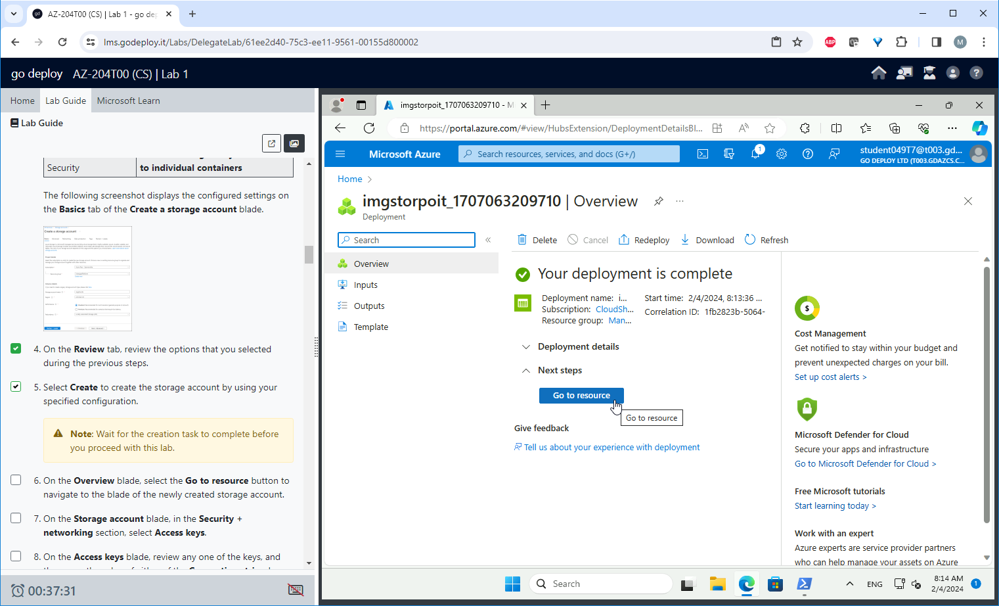 AZ-204T00 (CS) | Lab 1 - go dep
lms.godeploy.it/Labs/DelegateLab/61ee2d40-75c3-ee11-9561-00155d800002
ABP
M
go deploy AZ-204T00 (CS) | Lab 1
Home Lab Guide Microsoft Learn
Lab Guide
Security
to individual containers
The following screenshot displays the configured settings on
the Basics tab of the Create a storage account blade.
Create a storage account
4. On the Review tab, review the options that you selected
during the previous steps.
5. Select Create to create the storage account by using your
specified configuration.
Note: Wait for the creation task to complete before
you proceed with this lab.
6. On the Overview blade, select the Go to resource button to
navigate to the blade of the newly created storage account.
7. On the Storage account blade, in the Security +
networking section, select Access keys.
8. On the Access keys blade, review any one of the keys, and
00:37:31
imgstorpoit_1707063209710 - M
https://portal.azure.com/#view/HubsExtension/DeploymentDetailsBl...
Microsoft Azure
Search resources, services, and docs (G+/)
1
student049T7@t003.gd...
GO DEPLOY LTD (T003.GDAZCS.C...
Home >
imgstorpoit_1707063209710 | Overview
Deployment
Search
Overview
Inputs
Outputs
Template
Delete Cancel Redeploy Download Refresh
Your deployment is complete
Deployment name: i...
Subscription: CloudSh...
Resource group: Man...
Start time: 2/4/2024, 8:13:36 ...
Correlation ID: 1fb2823b-5064-
Deployment details
Next steps
Go to resource
Go to resource
Give feedback
Tell us about your experience with deployment
Cost Management
Get notified to stay within your budget and
prevent unexpected charges on your bill.
Set up cost alerts >
Microsoft Defender for Cloud
Secure your apps and infrastructure
Go to Microsoft Defender for Cloud >
Free Microsoft tutorials
Start learning today >
Work with an expert
Azure experts are service provider partners
who can help manage your assets on Azure
Search
ENG
8:14 AM
2/4/2024
1